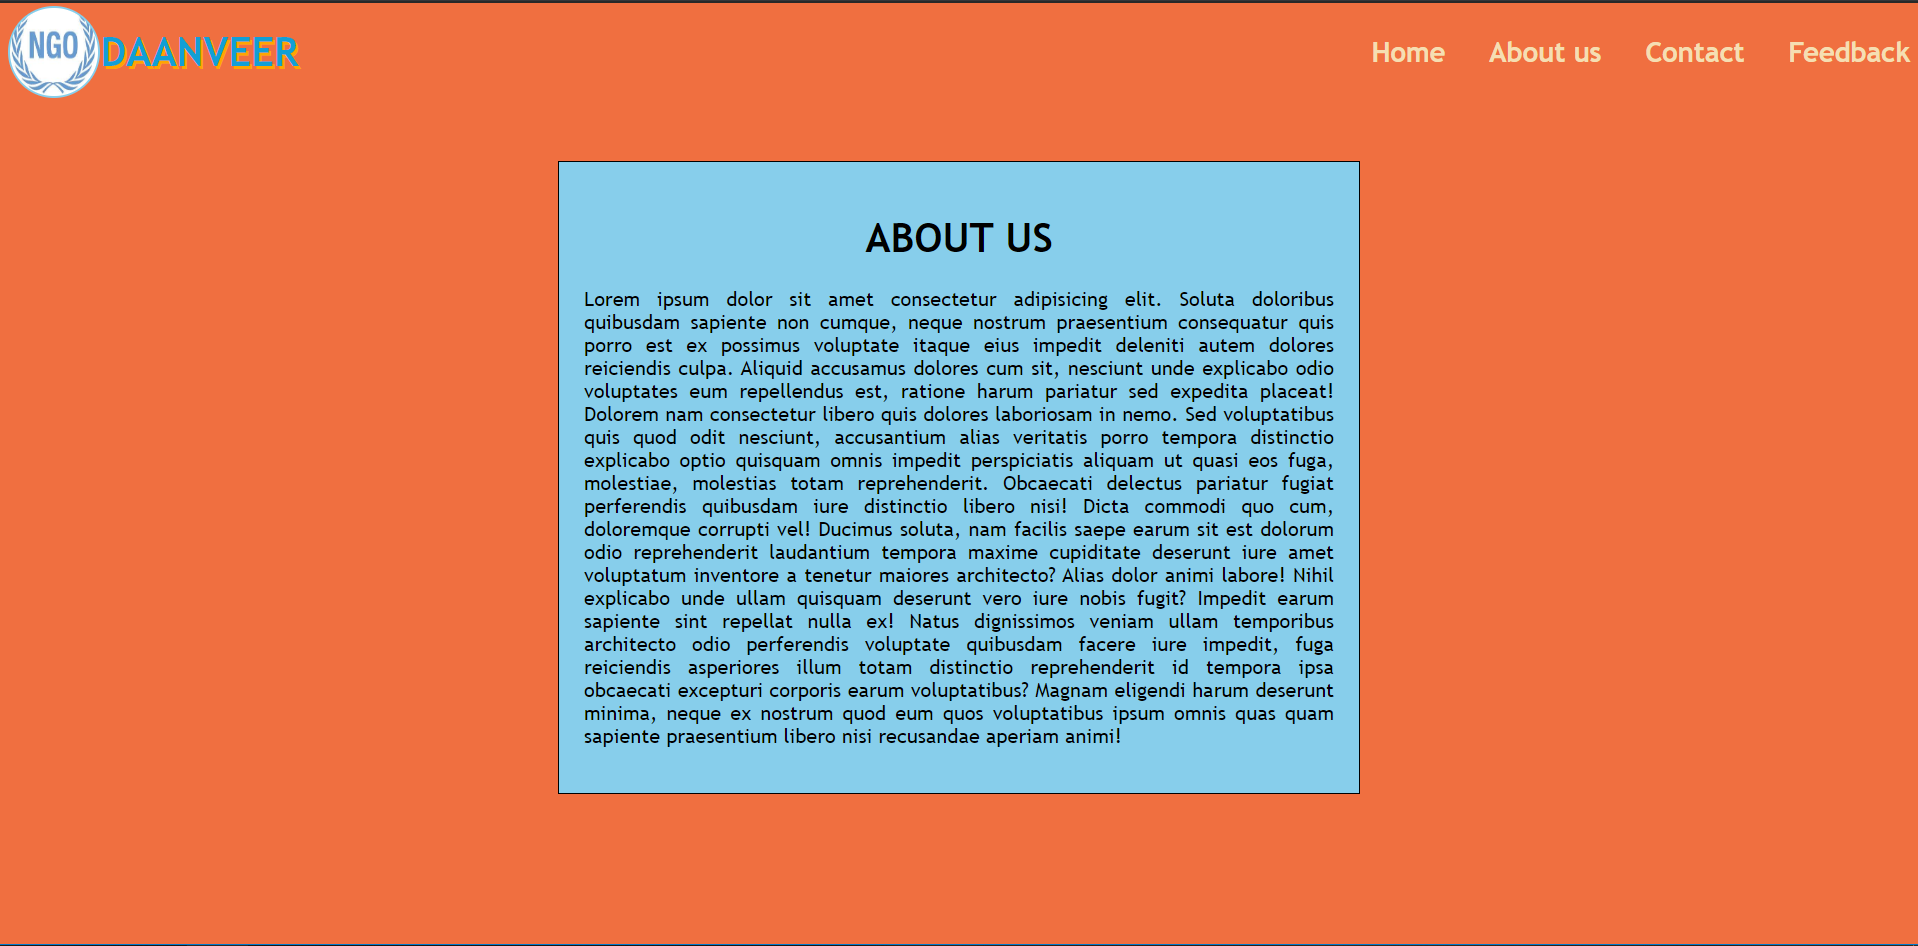 NGO
DAANVEER
Home About us Contact Feedback
ABOUT US
Lorem ipsum dolor sit amet consectetur adipisicing elit. Soluta doloribus
quibusdam sapiente non cumque, neque nostrum praesentium consequatur quis
porro est ex possimus voluptate itaque eius impedit deleniti autem dolores
reiciendis culpa. Aliquid accusamus dolores cum sit, nesciunt unde explicabo odio
voluptates eum repellendus est, ratione harum pariatur sed expedita placeat!
Dolorem nam consectetur libero quis dolores laboriosam in nemo. Sed voluptatibus
quis quod odit nesciunt, accusantium alias veritatis porro tempora distinctio
explicabo optio quisquam omnis impedit perspiciatis aliquam ut quasi eos fuga,
molestiae, molestias totam reprehenderit. Obcaecati delectus pariatur fugiat
perferendis quibusdam iure distinctio libero nisi! Dicta commodi quo cum,
doloremque corrupti vel! Ducimus soluta, nam facilis saepe earum sit est dolorum
odio reprehenderit laudantium tempora maxime cupiditate deserunt iure amet
voluptatum inventore a tenetur maiores architecto? Alias dolor animi labore! Nihil
explicabo unde ullam quisquam deserunt vero iure nobis fugit? Impedit earum
sapiente sint repellat nulla ex! Natus dignissimos veniam ullam temporibus
architecto odio perferendis voluptate quibusdam facere iure impedit, fuga
reiciendis asperiores illum totam distinctio reprehenderit id tempora ipsa
obcaecati excepturi corporis earum voluptatibus? Magnam eligendi harum deserunt
minima, neque ex nostrum quod eum quos voluptatibus ipsum omnis quas quam
sapiente praesentium libero nisi recusandae aperiam animi!